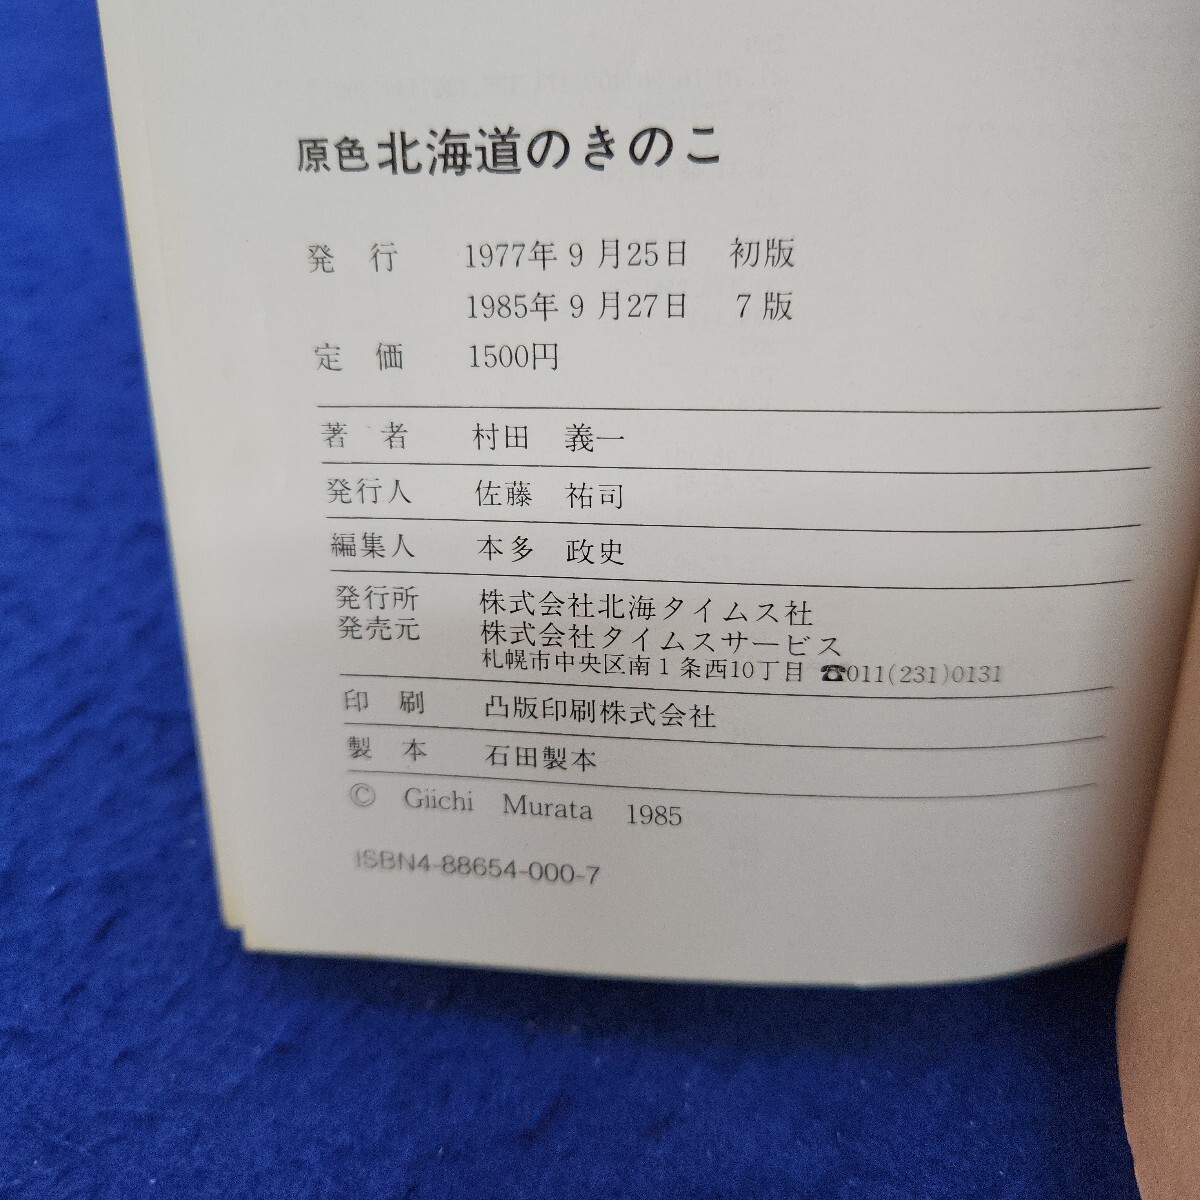 原色北海道のきのこ
発 行 1977年9月25日 初版
1985年9月27日 7版
定 価 1500円
著 者 村田 義一
発行人 佐藤 祐司
編集人 本多 政史
発行所 株式会社北海タイムス社
発売元 株式会社タイムスサービス
札幌市中央区南1条西10丁目 ☎011(231)0131
印 刷 凸版印刷株式会社
製 本 石田製本
© Giichi Murata 1985
ISBN4-88654-000-7